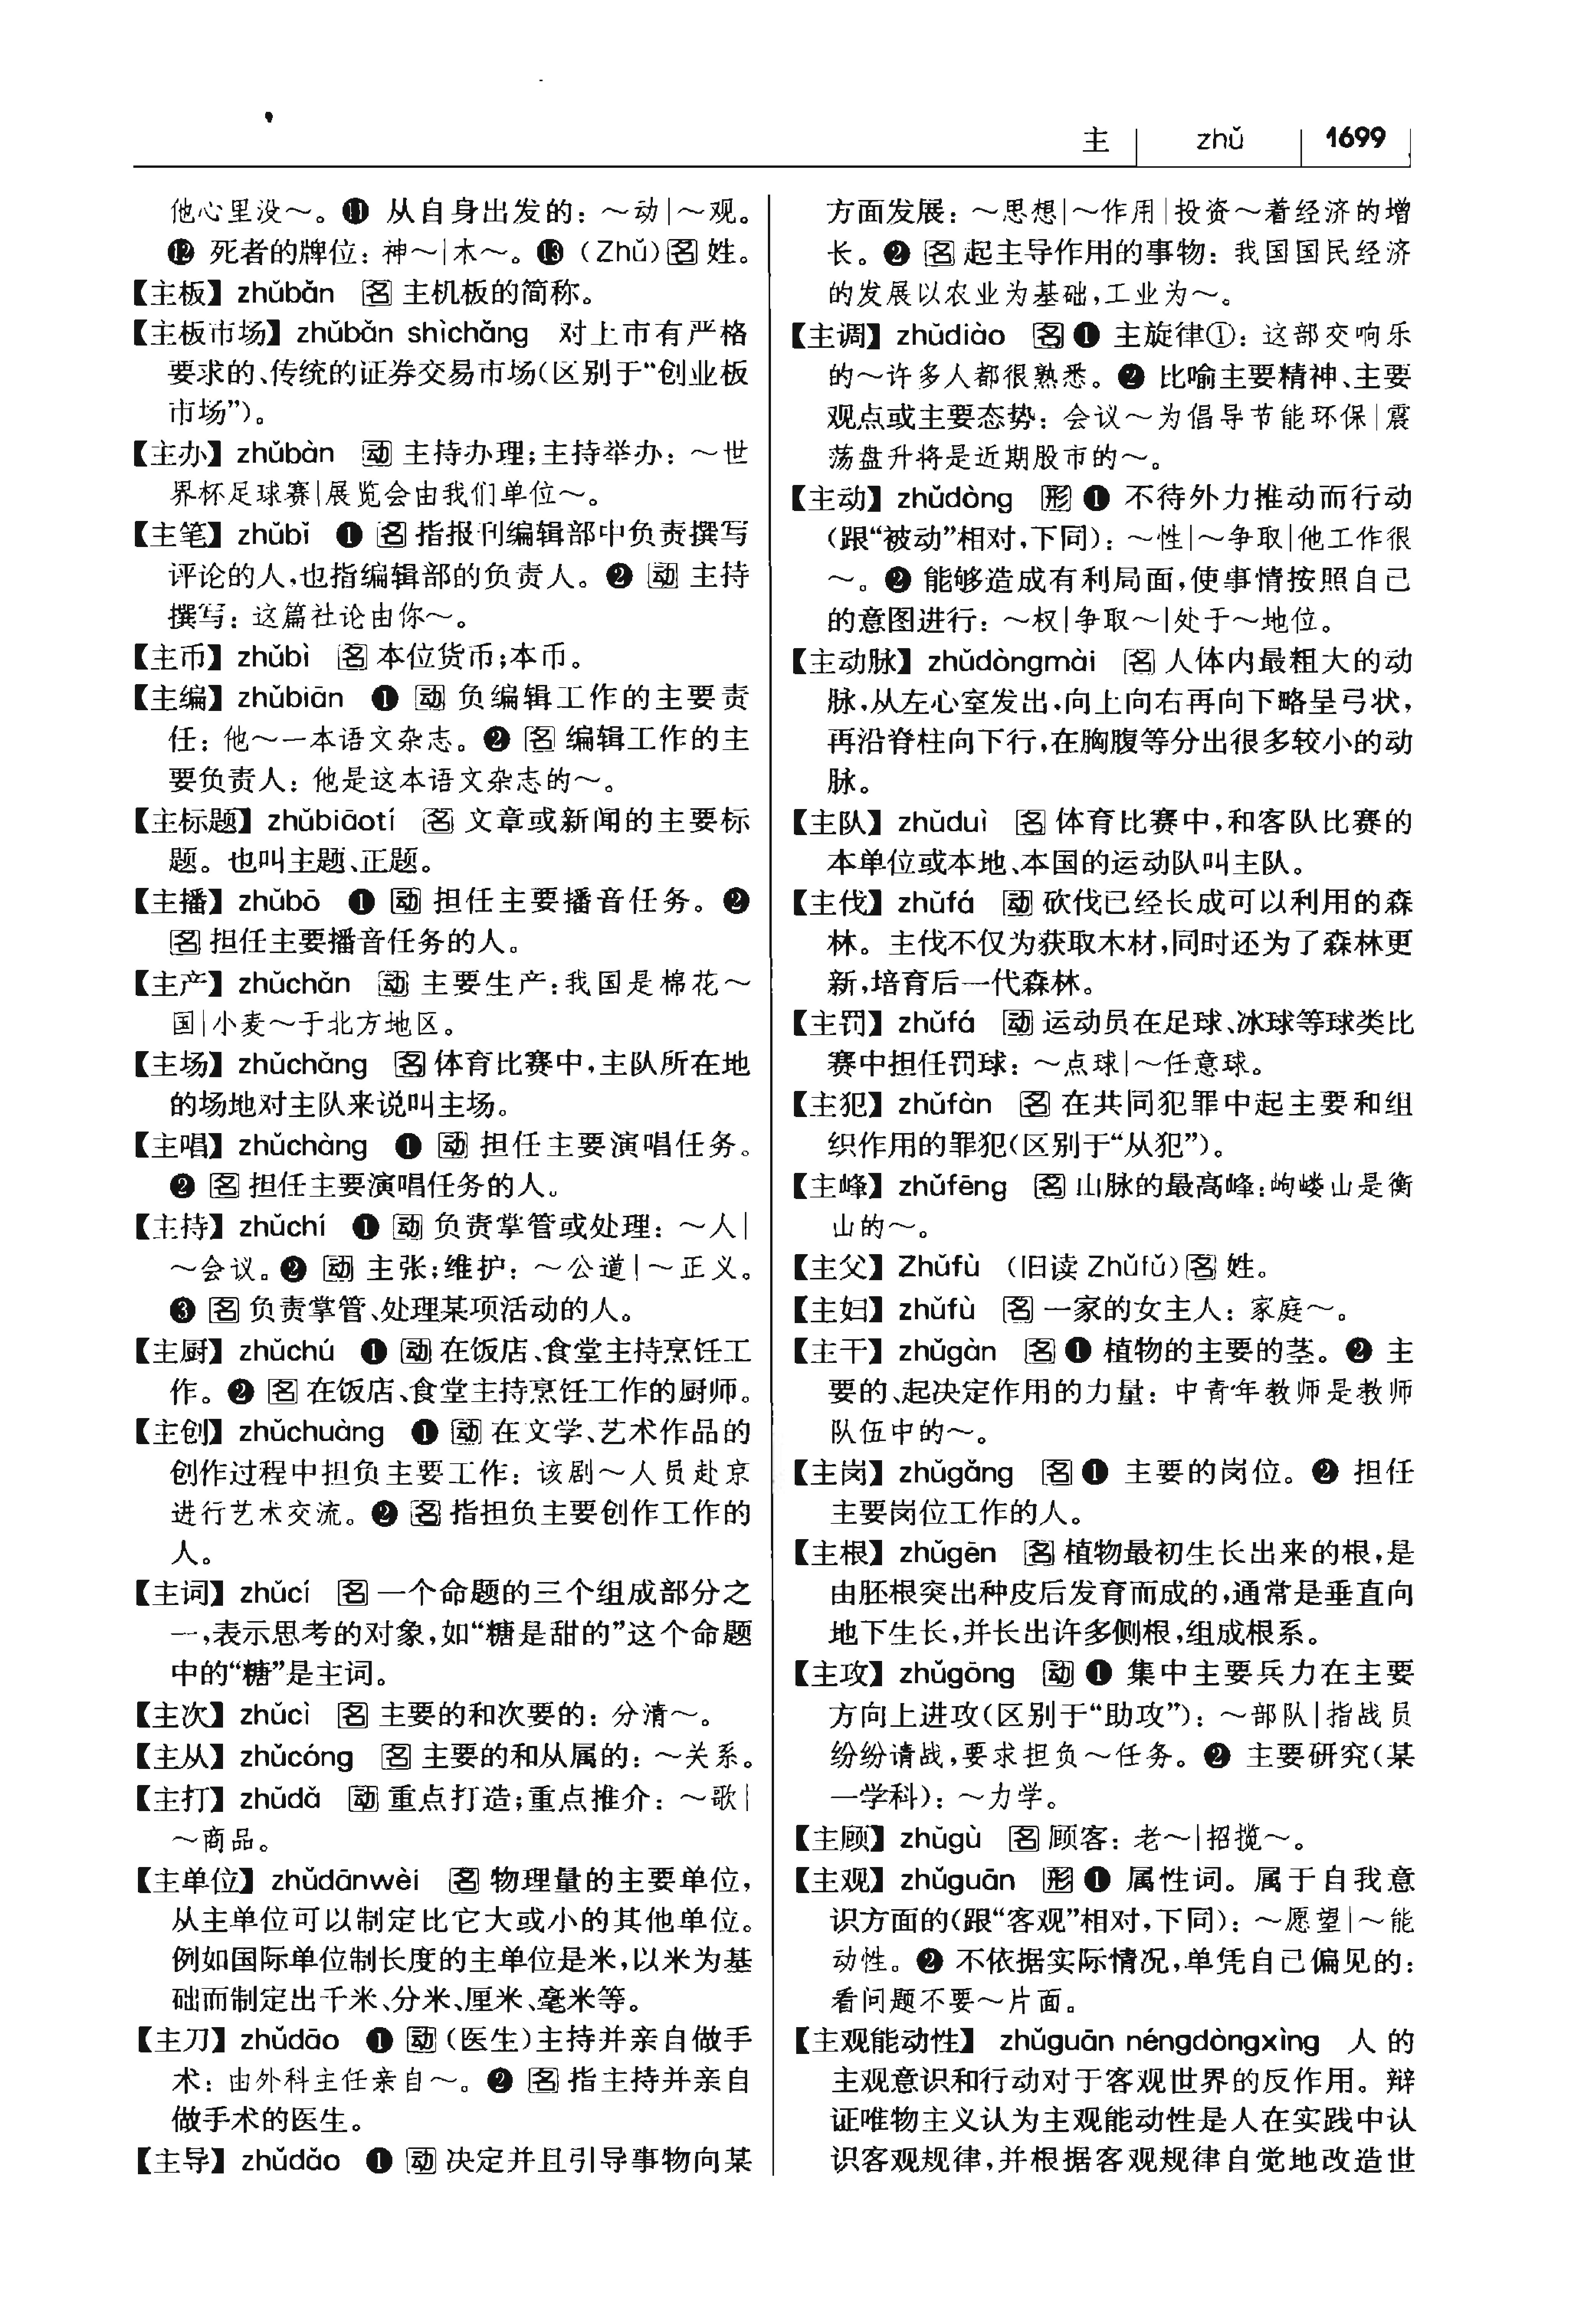 主 zhǔ 1699
他心里没～。⓫ 从自身出发的：～动|～观。
⓬ 死者的牌位：神～|木～。⓭（Zhǔ）名 姓。
【主板】zhǔbǎn 名 主机板的简称。
【主板市场】zhǔbǎn shìchǎng 对上市有严格
要求的、传统的证券交易市场(区别于“创业板
市场”)。
【主办】zhǔbàn 动 主持办理;主持举办：～世
界杯足球赛|展览会由我们单位～。
【主笔】zhǔbǐ ❶ 名 指报刊编辑部中负责撰写
评论的人,也指编辑部的负责人。❷ 动 主持
撰写：这篇社论由你～。
【主币】zhǔbì 名 本位货币;本币。
【主编】zhǔbiān ❶ 动 负编辑工作的主要责
任：他～一本语文杂志。❷ 名 编辑工作的主
要负责人：他是这本语文杂志的～。
【主标题】zhǔbiāotí 名 文章或新闻的主要标
题。也叫主题、正题。
【主播】zhǔbō ❶ 动 担任主要播音任务。❷
名 担任主要播音任务的人。
【主产】zhǔchǎn 动 主要生产：我国是棉花～
国|小麦～于北方地区。
【主场】zhǔchǎng 名 体育比赛中,主队所在地
的场地对主队来说叫主场。
【主唱】zhǔchàng ❶ 动 担任主要演唱任务。
❷ 名 担任主要演唱任务的人。
【主持】zhǔchí ❶ 动 负责掌管或处理：～人|
～会议。❷ 动 主张;维护：～公道|～正义。
❸ 名 负责掌管、处理某项活动的人。
【主厨】zhǔchú ❶ 动 在饭店、食堂主持烹饪工
作。❷ 名 在饭店、食堂主持烹饪工作的厨师。
【主创】zhǔchuàng ❶ 动 在文学、艺术作品的
创作过程中担负主要工作：该剧～人员赴京
进行艺术交流。❷ 名 指担负主要创作工作的
人。
【主词】zhǔcí 名 一个命题的三个组成部分之
一,表示思考的对象,如“糖是甜的”这个命题
中的“糖”是主词。
【主次】zhǔcì 名 主要的和次要的：分清～。
【主从】zhǔcóng 名 主要的和从属的：～关系。
【主打】zhǔdǎ 动 重点打造;重点推介：～歌|
～商品。
【主单位】zhǔdānwèi 名 物理量的主要单位,
从主单位可以制定比它大或小的其他单位。
例如国际单位制长度的主单位是米,以米为基
础而制定出千米、分米、厘米、毫米等。
【主刀】zhǔdāo ❶ 动（医生）主持并亲自做手
术：由外科主任亲自～。❷ 名 指主持并亲自
做手术的医生。
【主导】zhǔdǎo ❶ 动 决定并且引导事物向某
方面发展：～思想|～作用|投资～着经济的增
长。❷ 名 起主导作用的事物：我国国民经济
的发展以农业为基础,工业为～。
【主调】zhǔdiào 名 ❶ 主旋律①：这部交响乐
的～许多人都很熟悉。❷ 比喻主要精神、主要
观点或主要态势：会议～为倡导节能环保|震
荡盘升将是近期股市的～。
【主动】zhǔdòng 形 ❶ 不待外力推动而行动
(跟“被动”相对,下同)：～性|～争取|他工作很
～。❷ 能够造成有利局面,使事情按照自己
的意图进行：～权|争取～|处于～地位。
【主动脉】zhǔdòngmài 名 人体内最粗大的动
脉,从左心室发出,向上向右再向下略呈弓状,
再沿脊柱向下行,在胸腹等分出很多较小的动
脉。
【主队】zhǔduì 名 体育比赛中,和客队比赛的
本单位或本地、本国的运动队叫主队。
【主伐】zhǔfá 动 砍伐已经长成可以利用的森
林。主伐不仅为获取木材,同时还为了森林更
新,培育后一代森林。
【主罚】zhǔfá 动 运动员在足球、冰球等球类比
赛中担任罚球：～点球|～任意球。
【主犯】zhǔfàn 名 在共同犯罪中起主要和组
织作用的罪犯(区别于“从犯”)。
【主峰】zhǔfēng 名 山脉的最高峰：岣嵝山是衡
山的～。
【主父】Zhǔfù （旧读 Zhǔfǔ）名 姓。
【主妇】zhǔfù 名 一家的女主人：家庭～。
【主干】zhǔgàn 名 ❶ 植物的主要的茎。❷ 主
要的、起决定作用的力量：中青年教师是教师
队伍中的～。
【主岗】zhǔgǎng 名 ❶ 主要的岗位。❷ 担任
主要岗位工作的人。
【主根】zhǔgēn 名 植物最初生长出来的根,是
由胚根突出种皮后发育而成的,通常是垂直向
地下生长,并长出许多侧根,组成根系。
【主攻】zhǔgōng 动 ❶ 集中主要兵力在主要
方向上进攻(区别于“助攻”)：～部队|指战员
纷纷请战,要求担负～任务。❷ 主要研究(某
一学科)：～力学。
【主顾】zhǔgù 名 顾客：老～|招揽～。
【主观】zhǔguān 形 ❶ 属性词。属于自我意
识方面的(跟“客观”相对,下同)：～愿望|～能
动性。❷ 不依据实际情况,单凭自己偏见的：
看问题不要～片面。
【主观能动性】zhǔguān néngdòngxìng 人的
主观意识和行动对于客观世界的反作用。辩
证唯物主义认为主观能动性是人在实践中认
识客观规律,并根据客观规律自觉地改造世